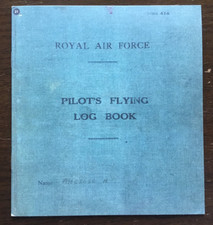 ROYAL AIR FORCE
PILOT'S FLYING
LOG BOOK
Name